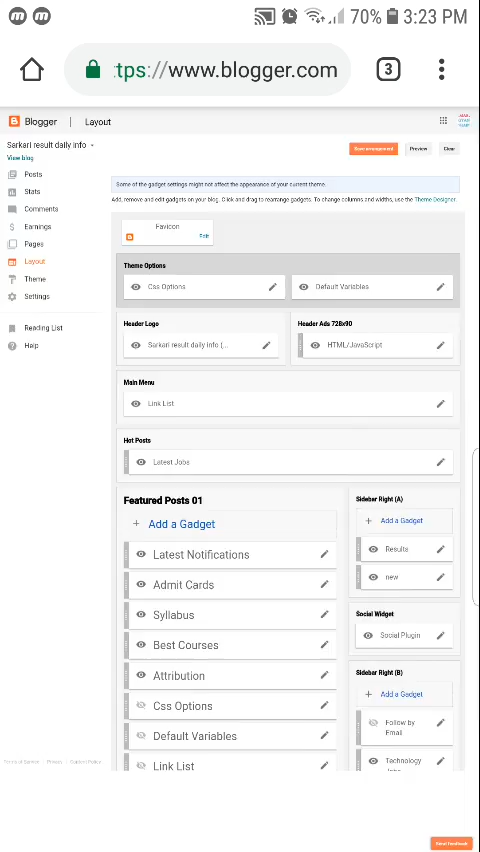 70% 3:23 PM
tps://www.blogger.com
3
Blogger | Layout
Sarkari result daily info
View blog
Save arrangement
Preview
Clear
Posts
Stats
Comments
Earnings
Pages
Layout
Theme
Settings
Reading List
Help
Some of the gadget settings might not affect the appearance of your current theme.
Add, remove and edit gadgets on your blog. Click and drag to rearrange gadgets. To change columns and widths, use the Theme Designer.
Favicon
Edit
Theme Options
Css Options
Default Variables
Header Logo
Header Ads 728x90
Sarkari result daily info (...
HTML/JavaScript
Main Menu
Link List
Hot Posts
Latest Jobs
Featured Posts 01
+ Add a Gadget
Latest Notifications
Admit Cards
Syllabus
Best Courses
Attribution
Css Options
Default Variables
Link List
Sidebar Right (A)
+ Add a Gadget
Results
new
Social Widget
Social Plugin
Sidebar Right (B)
+ Add a Gadget
Follow by
Email
Technology
Terms of Service | Privacy | Content Policy
Send feedback